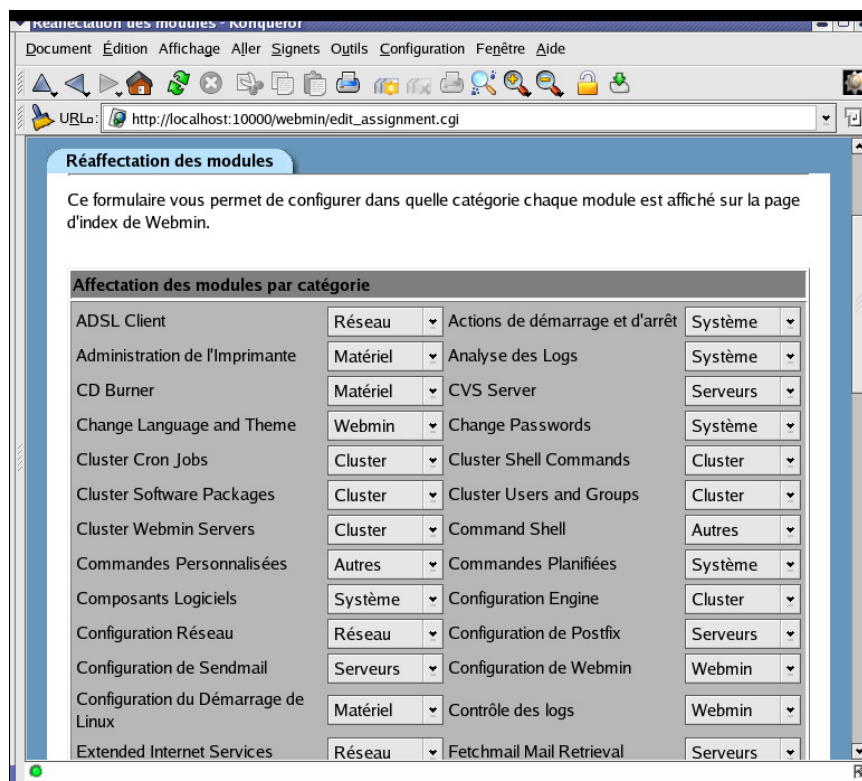 Réaffectation des modules - Konqueror
Document Édition Affichage Aller Signets Outils Configuration Fenêtre Aide
URL: http://localhost:10000/webmin/edit_assignment.cgi
Réaffectation des modules
Ce formulaire vous permet de configurer dans quelle catégorie chaque module est affiché sur la page
d'index de Webmin.
Affectation des modules par catégorie
ADSL Client Réseau Actions de démarrage et d'arrêt Système
Administration de l'Imprimante Matériel Analyse des Logs Système
CD Burner Matériel CVS Server Serveurs
Change Language and Theme Webmin Change Passwords Système
Cluster Cron Jobs Cluster Cluster Shell Commands Cluster
Cluster Software Packages Cluster Cluster Users and Groups Cluster
Cluster Webmin Servers Cluster Command Shell Autres
Commandes Personnalisées Autres Commandes Planifiées Système
Composants Logiciels Système Configuration Engine Cluster
Configuration Réseau Réseau Configuration de Postfix Serveurs
Configuration de Sendmail Serveurs Configuration de Webmin Webmin
Configuration du Démarrage de
Linux Matériel Contrôle des logs Webmin
Extended Internet Services Réseau Fetchmail Mail Retrieval Serveurs